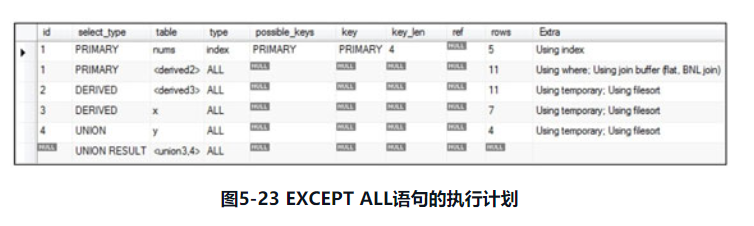 id select_type table type possible_keys key key_len ref rows Extra
1 PRIMARY nums index PRIMARY PRIMARY 4 NULL 5 Using index
1 PRIMARY <derived2> ALL NULL NULL NULL NULL 11 Using where; Using join buffer (flat, BNL join)
2 DERIVED <derived3> ALL NULL NULL NULL NULL 11 Using temporary; Using filesort
3 DERIVED x ALL NULL NULL NULL NULL 7 Using temporary; Using filesort
4 UNION y ALL NULL NULL NULL NULL 4 Using temporary; Using filesort
NULL UNION RESULT <union3,4> ALL NULL NULL NULL NULL NULL
图5-23 EXCEPT ALL语句的执行计划